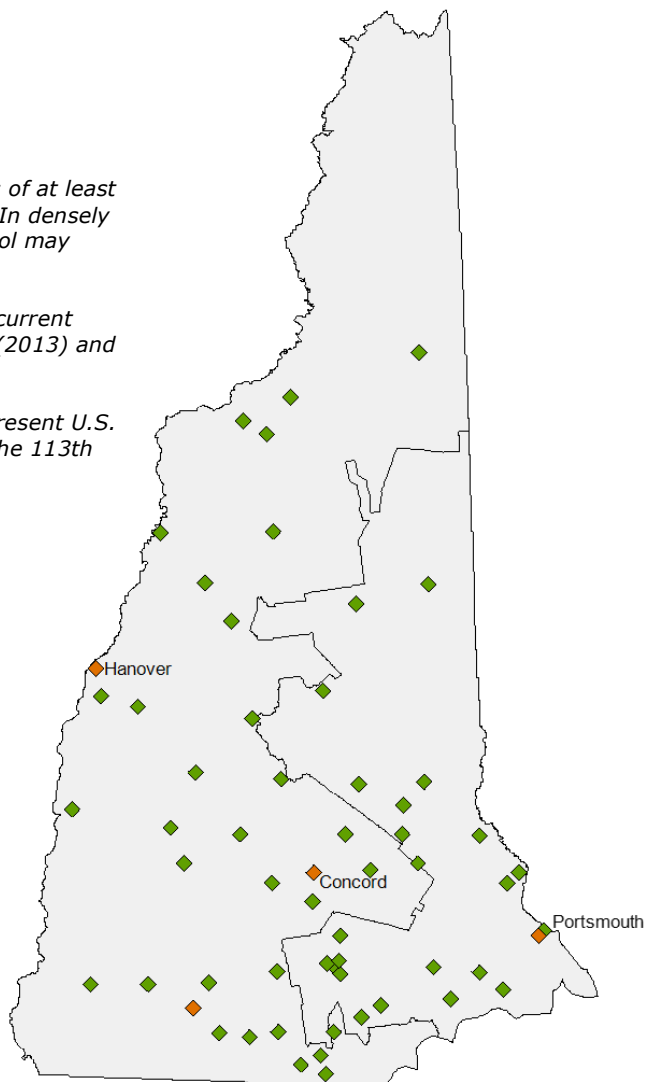 of at least
In densely
ol may
current
(2013) and
resent U.S.
he 113th
Hanover
Concord
Portsmouth